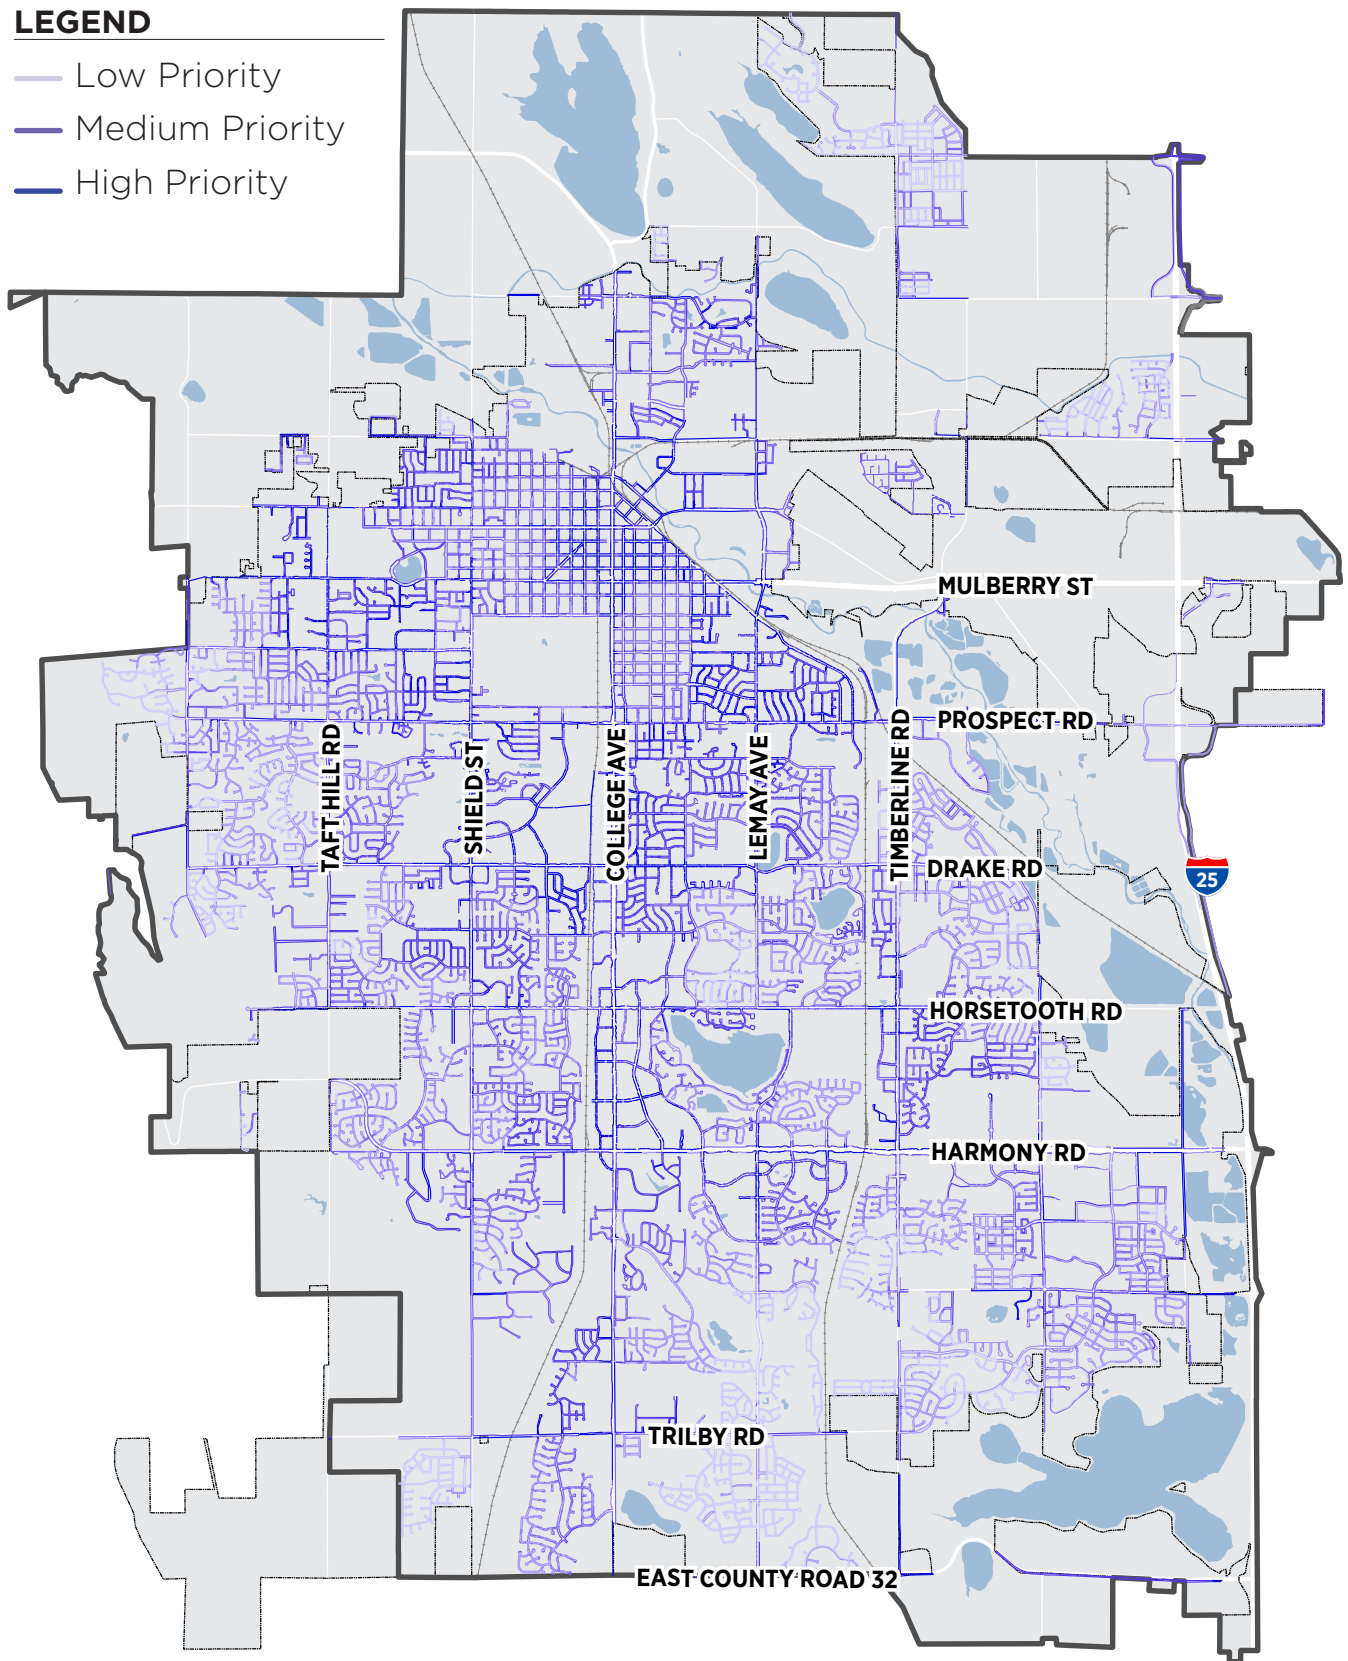 LEGEND
Low Priority
Medium Priority
High Priority
MULBERRY ST
PROSPECT RD
TAFT HILL RD
SHIELD ST
COLLEGE AVE
LEMAY AVE
TIMBERLINE RD
DRAKE RD
25
HORSETOOTH RD
HARMONY RD
TRILBY RD
EAST COUNTY ROAD 32